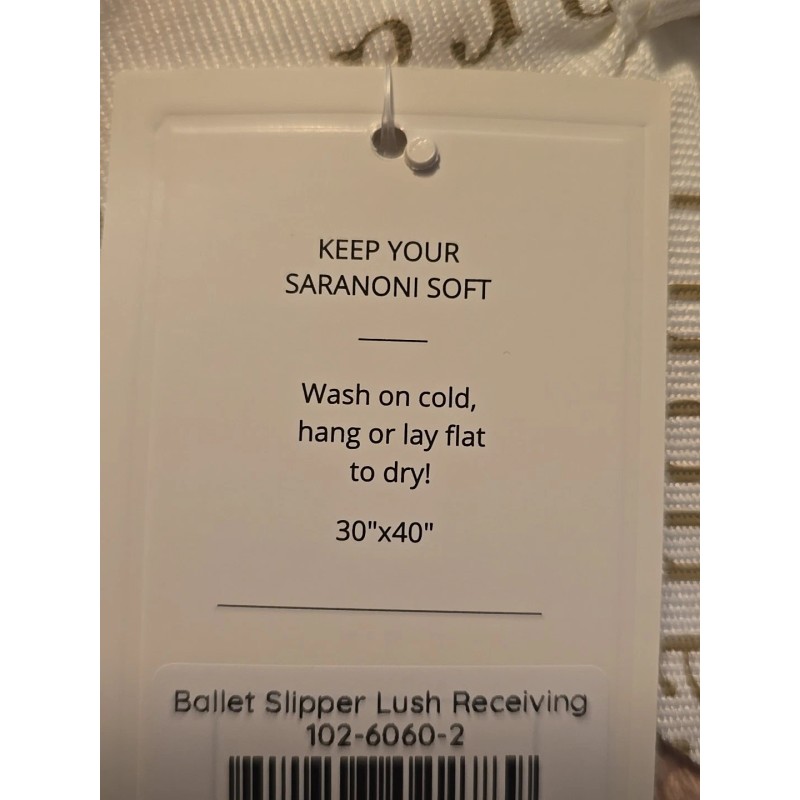 KEEP YOUR
SARANONI SOFT
Wash on cold,
hang or lay flat
to dry!
30"x40"
Ballet Slipper Lush Receiving
102-6060-2